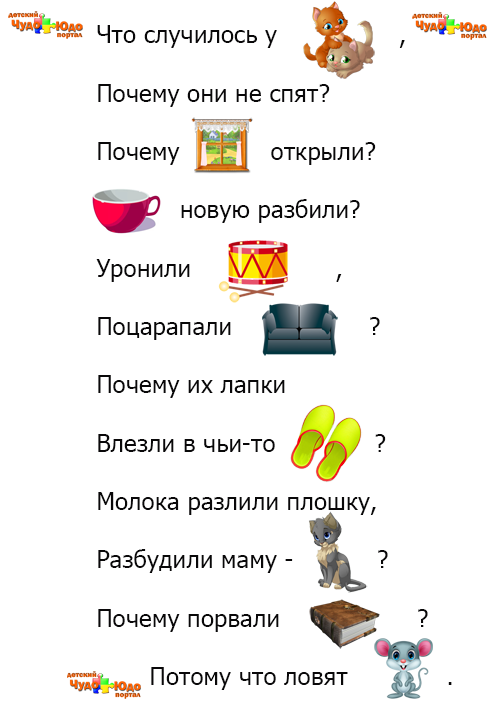 детский Чудо Юдо портал
детский Чудо Юдо портал
Что случилось у ,
Почему они не спят?
Почему открыли?
новую разбили?
Уронили ,
Поцарапали ?
Почему их лапки
Влезли в чьи-то ?
Молока разлили плошку,
Разбудили маму - ?
Почему порвали ?
детский Чудо Юдо портал
Потому что ловят .